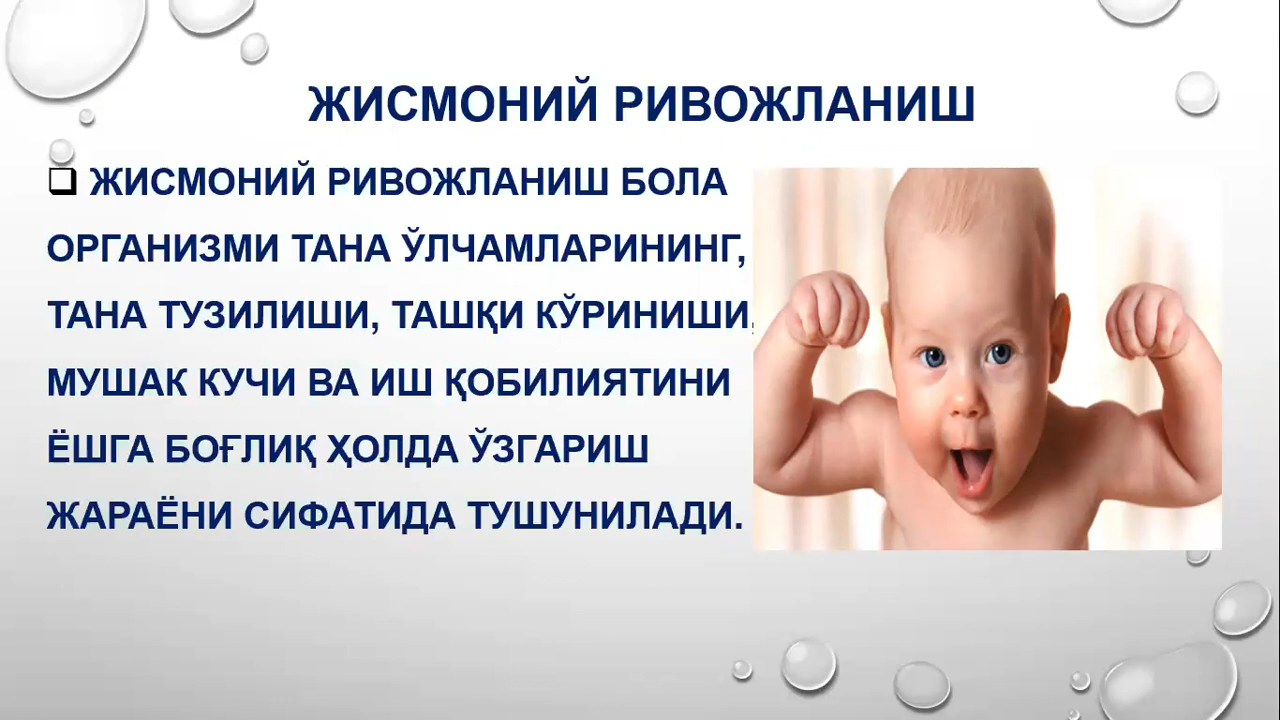 ЖИСМОНИЙ РИВОЖЛАНИШ
ЖИСМОНИЙ РИВОЖЛАНИШ БОЛА
ОРГАНИЗМИ ТАНА ЎЛЧАМЛАРИНИНГ,
ТАНА ТУЗИЛИШИ, ТАШҚИ КЎРИНИШИ,
МУШАК КУЧИ ВА ИШ ҚОБИЛИЯТИНИ
ЁШГА БОҒЛИҚ ҲОЛДА ЎЗГАРИШ
ЖАРАЁНИ СИФАТИДА ТУШУНИЛАДИ.